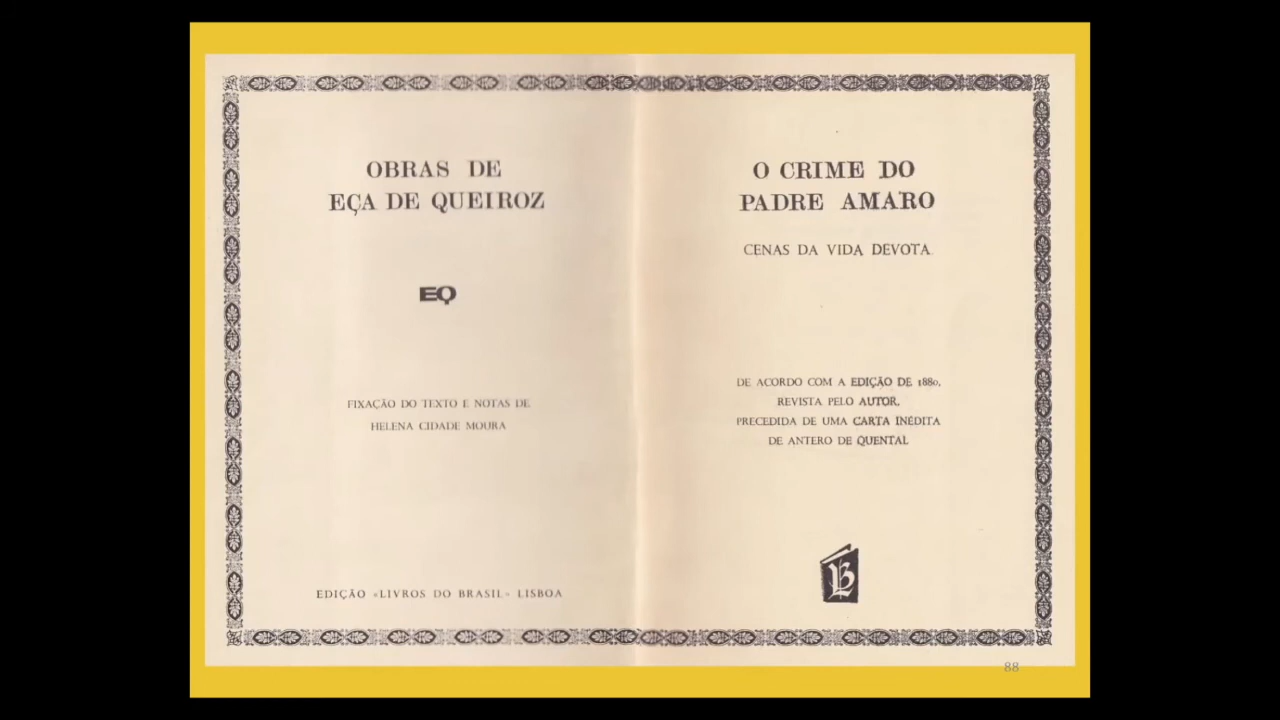 OBRAS DE
EÇA DE QUEIROZ
EQ
FIXAÇÃO DO TEXTO E NOTAS DE
HELENA CIDADE MOURA
EDIÇÃO «LIVROS DO BRASIL» LISBOA
O CRIME DO
PADRE AMARO
CENAS DA VIDA DEVOTA
DE ACORDO COM A EDIÇÃO DE 1880,
REVISTA PELO AUTOR,
PRECEDIDA DE UMA CARTA INÉDITA
DE ANTERO DE QUENTAL
LB
88